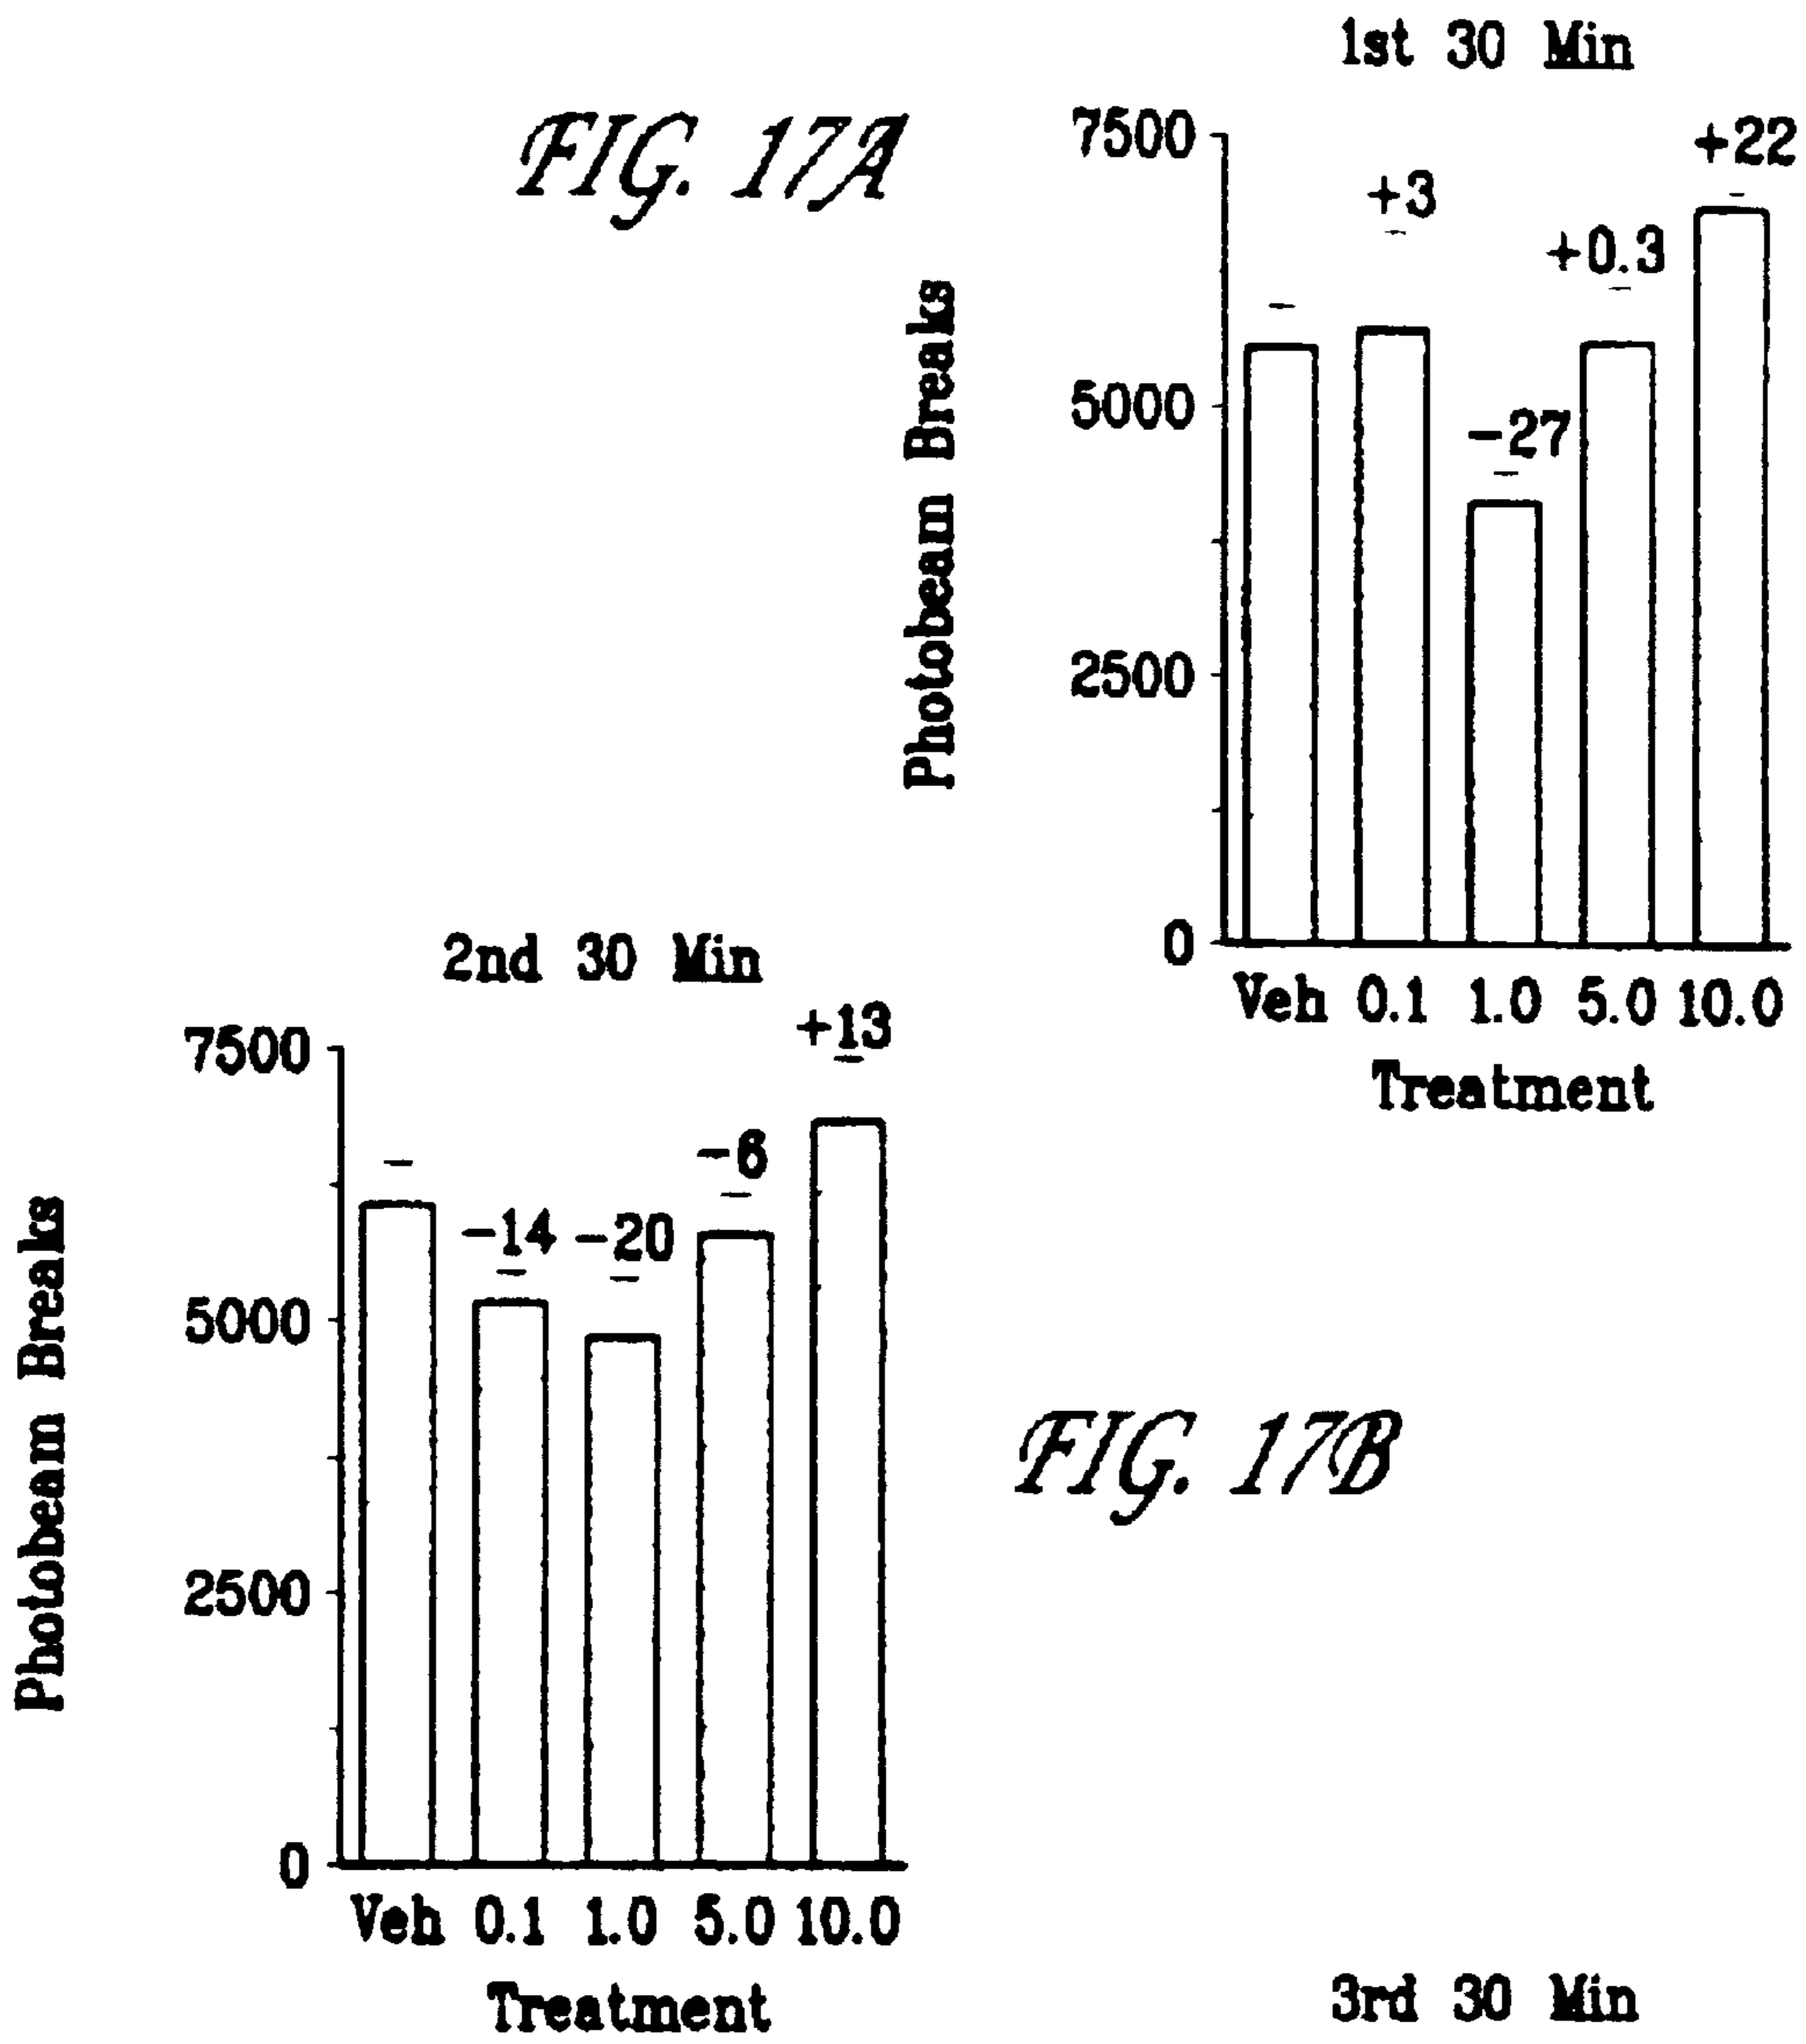 FIG. 17A
1st 30 Min
Photobeam Breaks
7500
5000
2500
0
+3
-27
+0.3
+22
Veh 0.1 1.0 5.0 10.0
Treatment
2nd 30 Min
Photobeam Breaks
7500
5000
2500
0
-14
-20
+13
Veh 0.1 1.0 5.0 10.0
Treatment
FIG. 17B
3rd 30 Min